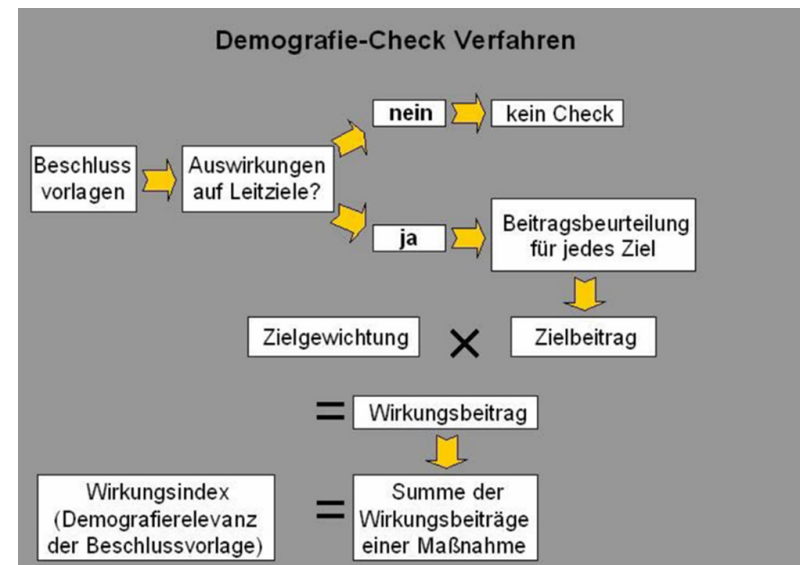 Demografie-Check Verfahren
nein
kein Check
Beschluss
vorlagen
Auswirkungen
auf Leitziele?
ja
Beitragsbeurteilung
für jedes Ziel
Zielgewichtung
×
Zielbeitrag
=
Wirkungsbeitrag
Wirkungsindex
(Demografierelevanz
der Beschlussvorlage)
=
Summe der
Wirkungsbeiträge
einer Maßnahme